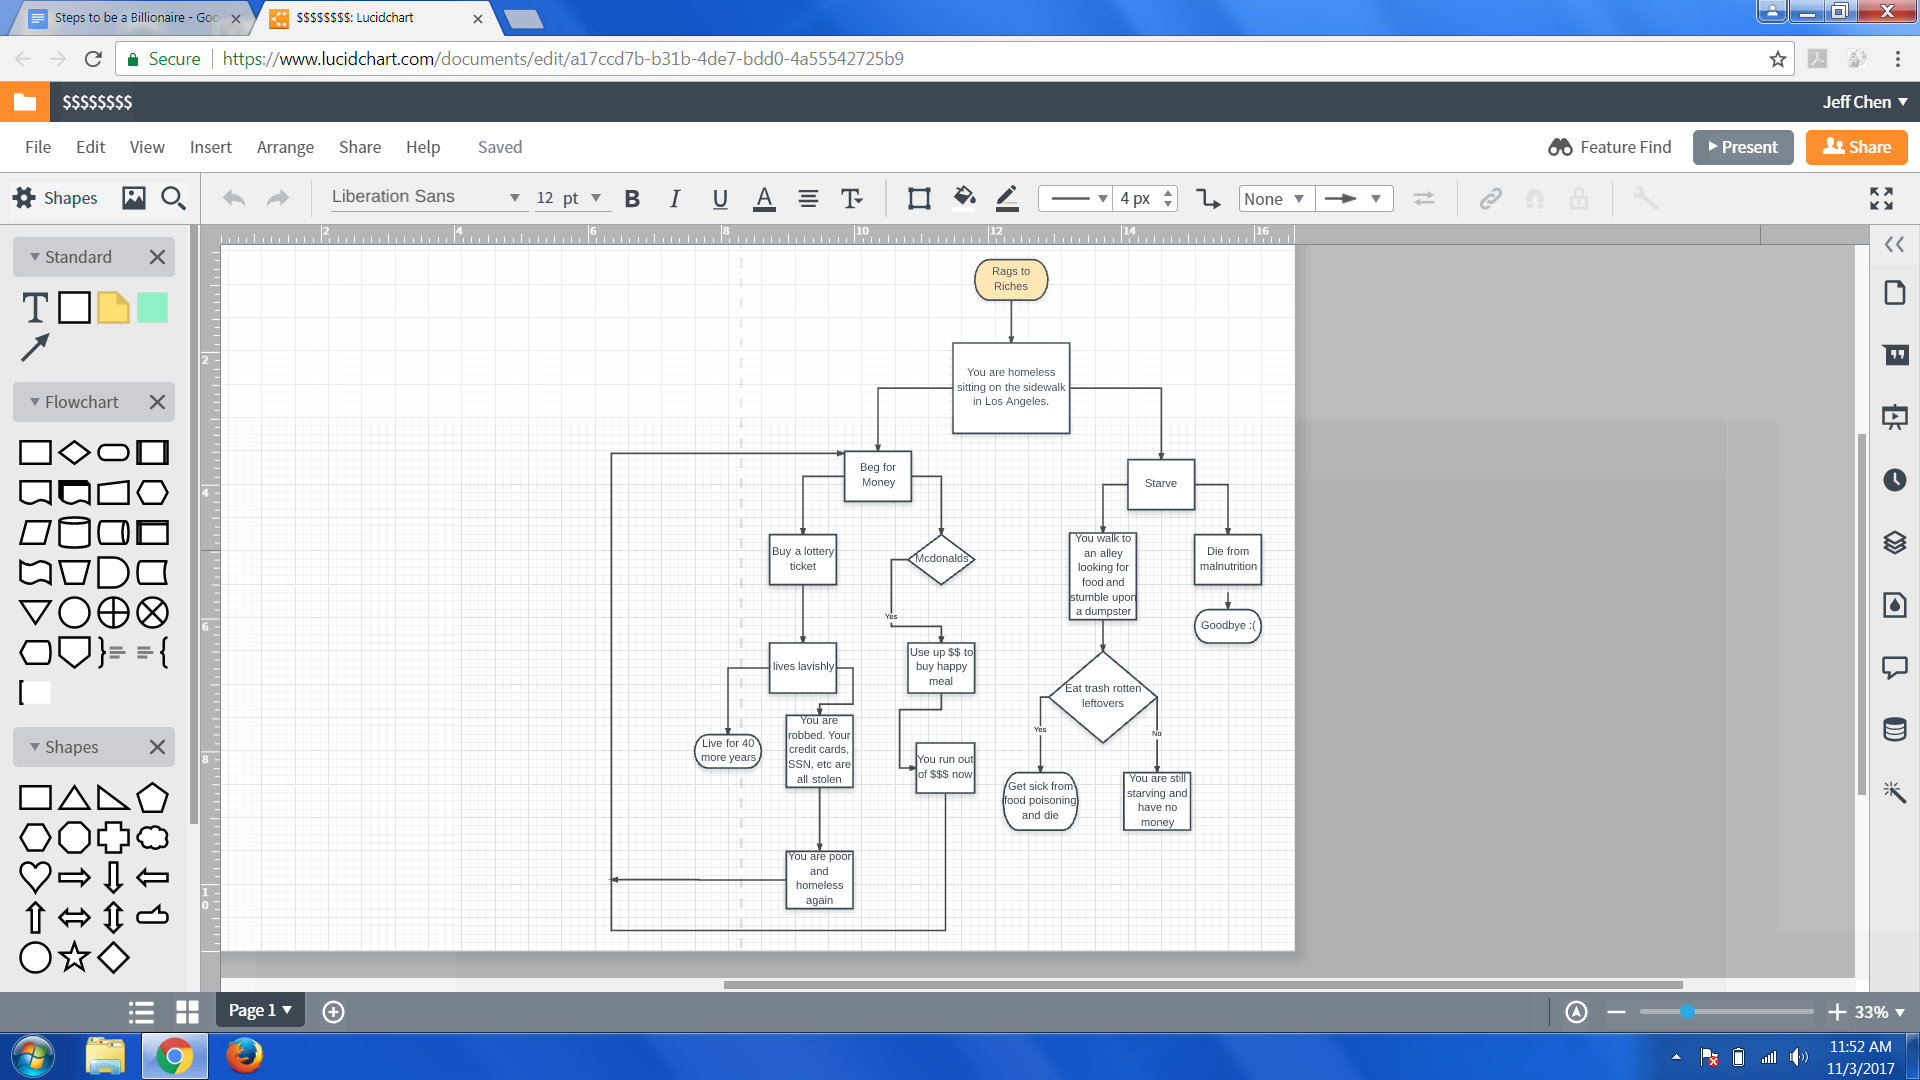 Steps to be a Billionaire - Goo
$$$$$$$$: Lucidchart
Secure
https://www.lucidchart.com/documents/edit/a17ccd7b-b31b-4de7-bdd0-4a55542725b9
$$$$$$$$
Jeff Chen
File Edit View Insert Arrange Share Help Saved
Feature Find
Present
Share
Shapes
Liberation Sans
12 pt
B I U A T
4 px
None
2 4 6 8 10 12 14 16
Standard
T
Flowchart
Shapes
2
4
6
8
10
Rags to
Riches
You are homeless
sitting on the sidewalk
in Los Angeles.
Beg for
Money
Starve
Buy a lottery
ticket
Mcdonalds
You walk to
an alley
looking for
food and
stumble upon
a dumpster
Die from
malnutrition
Yes
Goodbye :(
lives lavishly
Use up $$ to
buy happy
meal
Eat trash rotten
leftovers
Live for 40
more years
You are
robbed. Your
credit cards,
SSN, etc are
all stolen
You run out
of $$$ now
Yes
No
Get sick from
food poisoning
and die
You are still
starving and
have no
money
You are poor
and
homeless
again
Page 1
33%
11:52 AM
11/3/2017